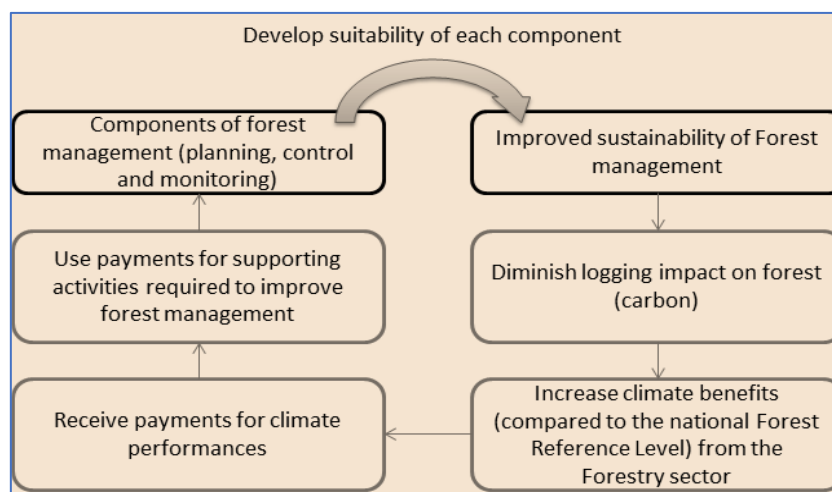 Develop suitability of each component
Components of forest
management (planning, control
and monitoring)
Improved sustainability of Forest
management
Use payments for supporting
activities required to improve
forest management
Diminish logging impact on forest
(carbon)
Receive payments for climate
performances
Increase climate benefits
(compared to the national Forest
Reference Level) from the
Forestry sector